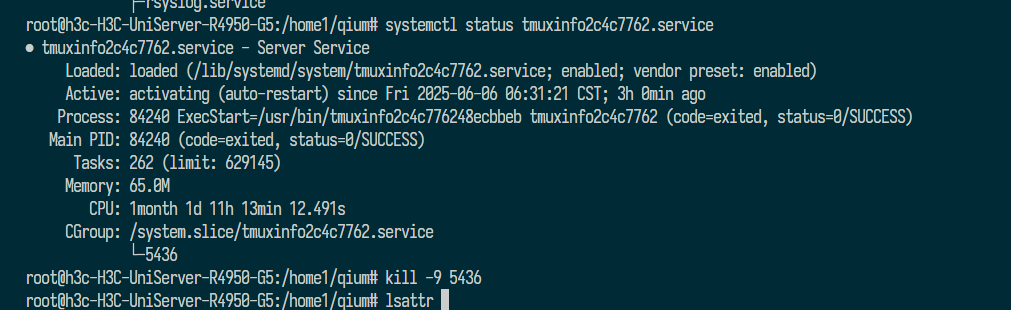 ├─rsyslog.service
root@h3c-H3C-UniServer-R4950-G5:/home1/qium# systemctl status tmuxinfo2c4c7762.service
● tmuxinfo2c4c7762.service - Server Service
Loaded: loaded (/lib/systemd/system/tmuxinfo2c4c7762.service; enabled; vendor preset: enabled)
Active: activating (auto-restart) since Fri 2025-06-06 06:31:21 CST; 3h 0min ago
Process: 84240 ExecStart=/usr/bin/tmuxinfo2c4c776248ecbbeb tmuxinfo2c4c7762 (code=exited, status=0/SUCCESS)
Main PID: 84240 (code=exited, status=0/SUCCESS)
Tasks: 262 (limit: 629145)
Memory: 65.0M
CPU: 1month 1d 11h 13min 12.491s
CGroup: /system.slice/tmuxinfo2c4c7762.service
└─5436
root@h3c-H3C-UniServer-R4950-G5:/home1/qium# kill -9 5436
root@h3c-H3C-UniServer-R4950-G5:/home1/qium# lsattr